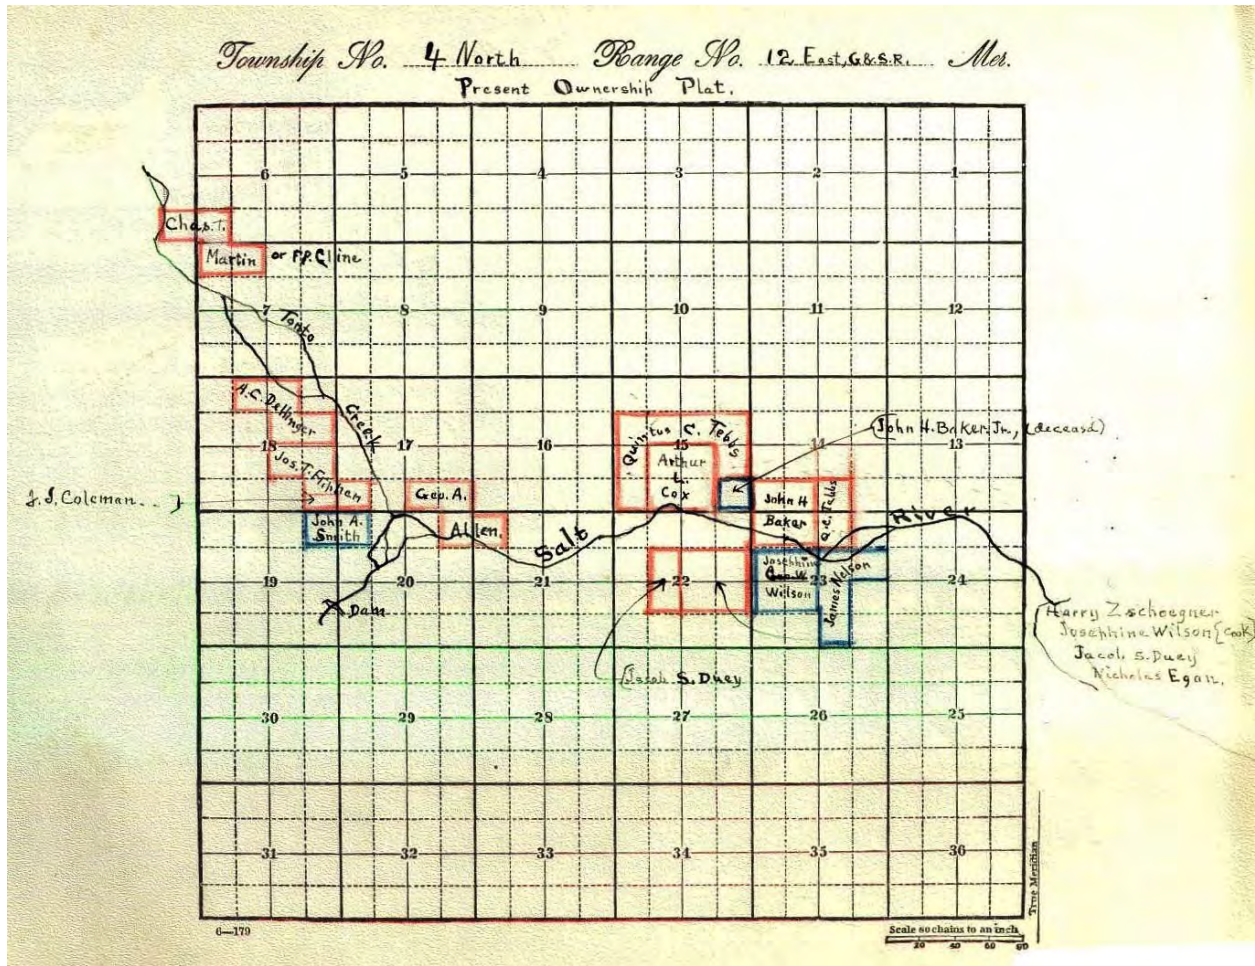 Township No. 4 North Range No. 12 East, G.&.S.R. Mer.
Present Ownership Plat.
6 5 4 3 2 1
Chas. T.
Martin or F.P. Cline
7 8 9 10 11 12
Tonto
Creek
A.C. Dellinger
18 17 16 15 14 13
Quintus C. Tebbs
John H. Baker Jr., (deceasd)
Arthur
L.
Cox
Jos. T. Finnan
J. J. Coleman
Geo. A.
Allen.
John H
Baker
a.e. Tebbs
John A.
Smith
Salt
River
19 20 21 22 23 24
Josephine
Geo. W
Wilson
James Nelson
Dam
Harry Zschoegner
Josephine Wilson {Cook}
Jacob S. Duey
Nicholas Egan.
Jacob S. Duey
30 29 28 27 26 25
31 32 33 34 35 36
True Meridian
6—179
Scale 80 chains to an inch
20 40 60 80